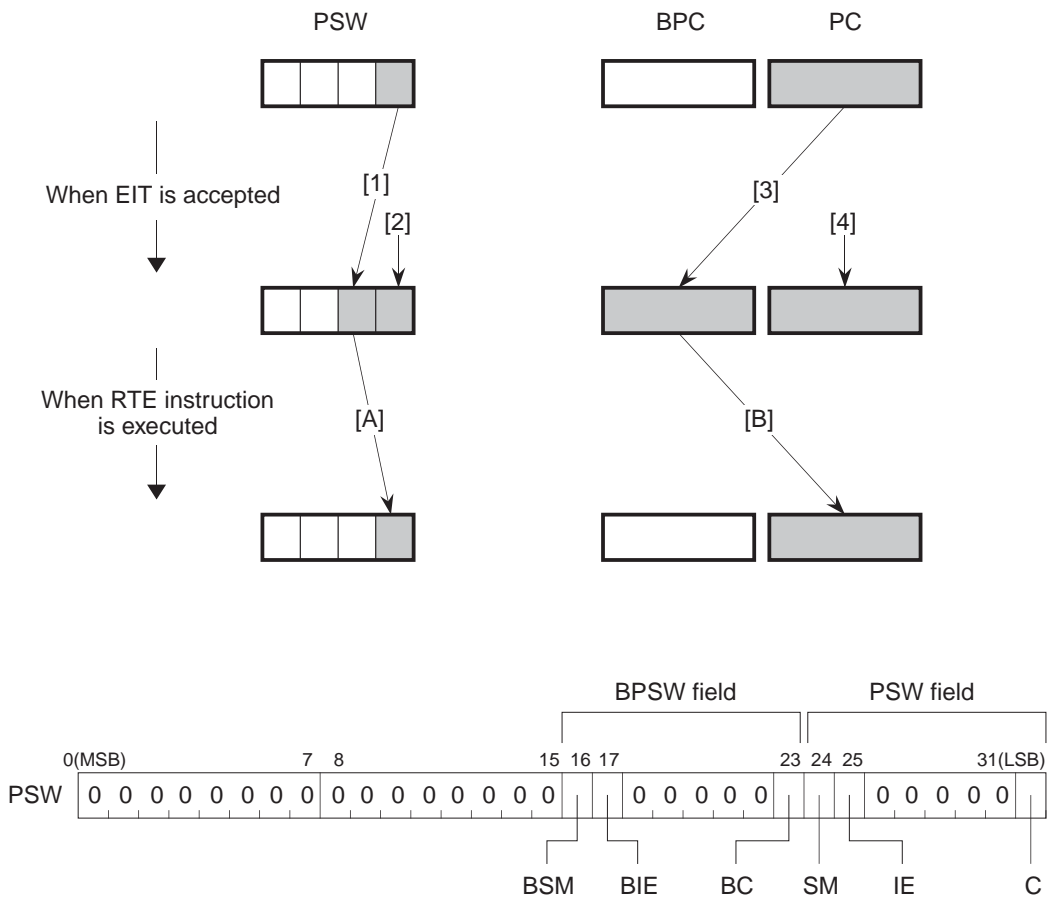 PSW BPC PC
When EIT is accepted
[1]
[2]
[3]
[4]
When RTE instruction
is executed
[A]
[B]
BPSW field PSW field
0(MSB) 7 8 15 16 17 23 24 25 31(LSB)
PSW 0 0 0 0 0 0 0 0 0 0 0 0 0 0 0 0 0 0 0 0 0 0 0 0 0 0
BSM BIE BC SM IE C